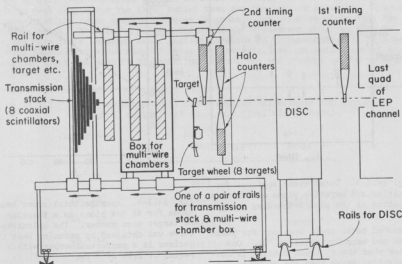 Rail for
multi-wire
chambers,
target etc.
Transmission
stack
(8 coaxial
scintillators)
Box for
multi-wire
chambers
Target
Target wheel (8 targets)
One of a pair of rails
for transmission
stack & multi-wire
chamber box
2nd timing
counter
Halo
counters
DISC
1st timing
counter
Last
quad
of
LEP
channel
Rails for DISC